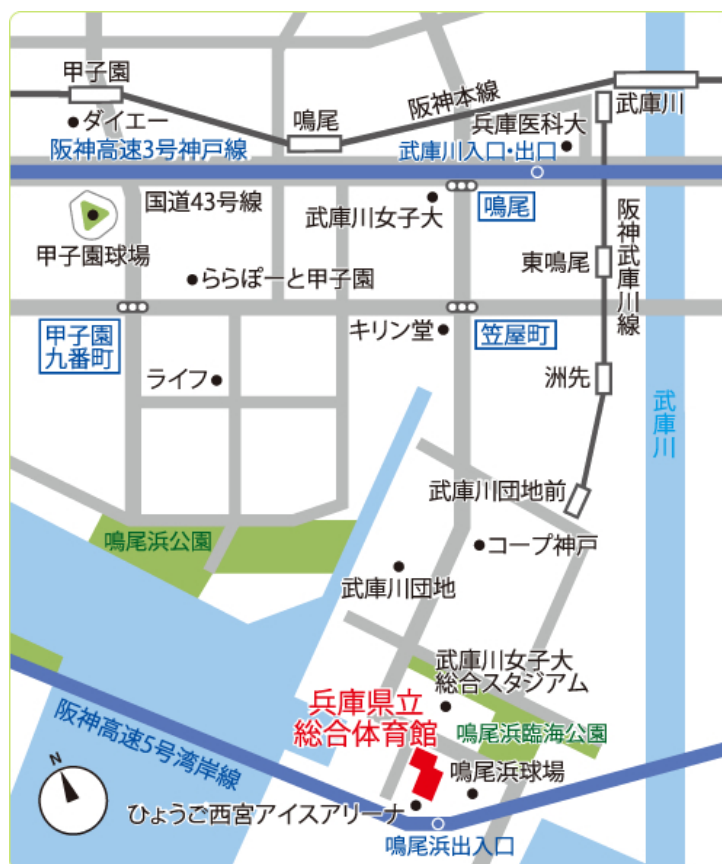 甲子園
ダイエー
鳴尾
阪神本線
武庫川
兵庫医科大
阪神高速3号神戸線
武庫川入口・出口
国道43号線
武庫川女子大
鳴尾
甲子園球場
東鳴尾
阪神武庫川線
ららぽーと甲子園
甲子園
九番町
キリン堂
笠屋町
ライフ
洲先
武庫川
武庫川団地前
鳴尾浜公園
コープ神戸
武庫川団地
武庫川女子大
総合スタジアム
兵庫県立
総合体育館
鳴尾浜臨海公園
阪神高速5号湾岸線
鳴尾浜球場
N
ひょうご西宮アイスアリーナ
鳴尾浜出入口